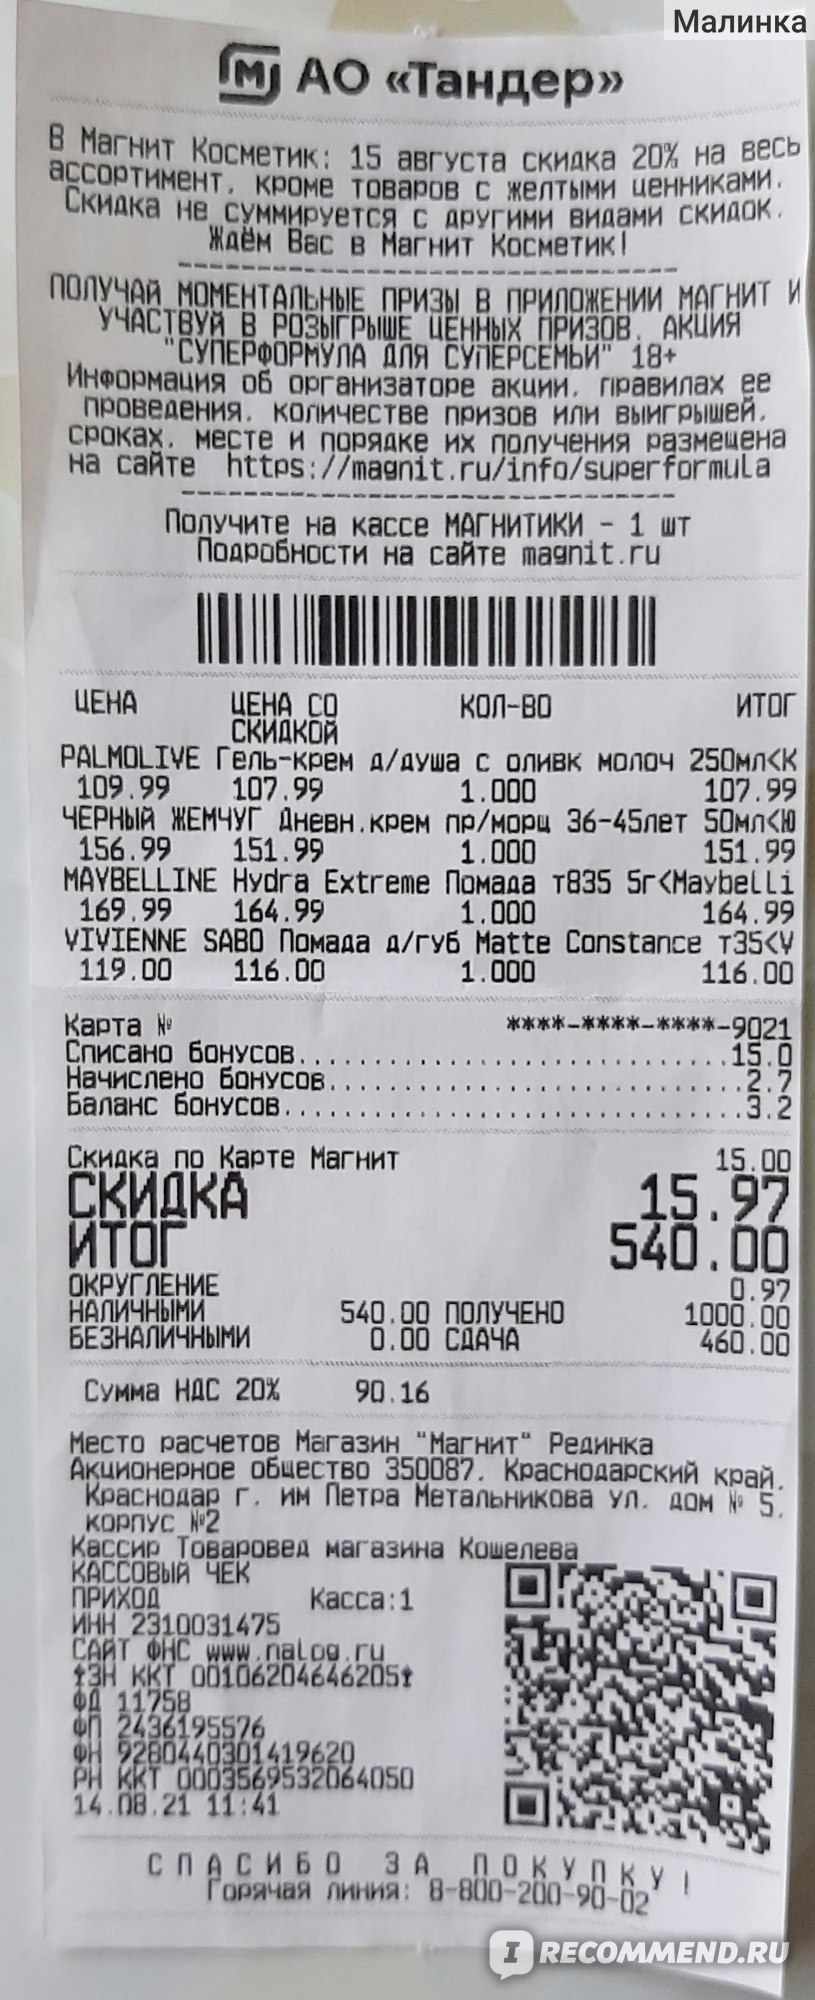 Малинка
АО «Тандер»
В Магнит Косметик: 15 августа скидка 20% на весь
ассортимент, кроме товаров с желтыми ценниками.
Скидка не суммируется с другими видами скидок.
Ждём Вас в Магнит Косметик!
ПОЛУЧАЙ МОМЕНТАЛЬНЫЕ ПРИЗЫ В ПРИЛОЖЕНИИ МАГНИТ И
УЧАСТВУЙ В РОЗЫГРЫШЕ ЦЕННЫХ ПРИЗОВ. АКЦИЯ
"СУПЕРФОРМУЛА ДЛЯ СУПЕРСЕМЬИ" 18+
Информация об организаторе акции, правилах ее
проведения, количестве призов или выигрышей,
сроках, месте и порядке их получения размещена
на сайте https://magnit.ru/info/superformula
Получите на кассе МАГНИТИКИ - 1 шт
Подробности на сайте magnit.ru
ЦЕНА ЦЕНА СО КОЛ-ВО ИТОГ
СКИДКОЙ
PALMOLIVE Гель-крем д/душа с оливк молоч 250мл<К
109.99 107.99 1.000 107.99
ЧЕРНЫЙ ЖЕМЧУГ Дневн.крем пр/морщ 36-45лет 50мл<Ю
156.99 151.99 1.000 151.99
MAYBELLINE Hydra Extreme Помада т835 5г<Maybelli
169.99 164.99 1.000 164.99
VIVIENNE SABO Помада д/губ Matte Constance т35<V
119.00 116.00 1.000 116.00
Карта № ****-****-****-9021
Списано бонусов.............................15.0
Начислено бонусов............................2.7
Баланс бонусов...............................3.2
Скидка по Карте Магнит 15.00
СКИДКА 15.97
ИТОГ 540.00
ОКРУГЛЕНИЕ 0.97
НАЛИЧНЫМИ 540.00 ПОЛУЧЕНО 1000.00
БЕЗНАЛИЧНЫМИ 0.00 СДАЧА 460.00
Сумма НДС 20% 90.16
Место расчетов Магазин "Магнит" Рединка
Акционерное общество 350087, Краснодарский край,
Краснодар г. им Петра Метальникова ул. дом № 5,
корпус №2
Кассир Товаровед магазина Кошелева
КАССОВЫЙ ЧЕК
ПРИХОД Касса:1
ИНН 2310031475
САЙТ ФНС www.nalog.ru
ЗН ККТ 00106204646205
ФД 11758
ФП 2436195576
ФН 9280440301419620
РН ККТ 0003569532064050
14.08.21 11:41
СПАСИБО ЗА ПОКУПКУ!
Горячая линия: 8-800-200-90-02
IRECOMMEND.RU